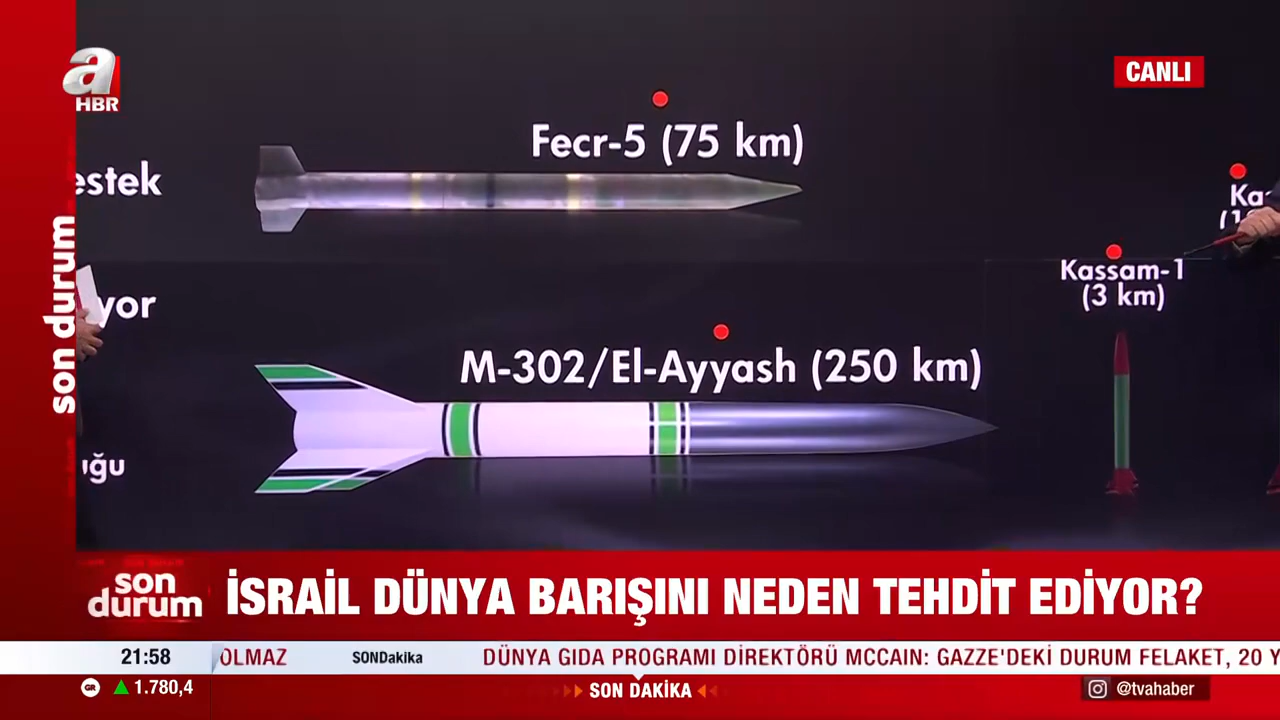 a
HBR
CANLI
Fecr-5 (75 km)
estek
Kassam-1
(3 km)
yor
M-302/El-Ayyash (250 km)
uğu
son durum
son
durum
İSRAİL DÜNYA BARIŞINI NEDEN TEHDİT EDİYOR?
21:58
OLMAZ SONDakika DÜNYA GIDA PROGRAMI DİREKTÖRÜ MCCAIN: GAZZE'DEKİ DURUM FELAKET, 20 Y
GR 1.780,4
SON DAKİKA
@tvahaber